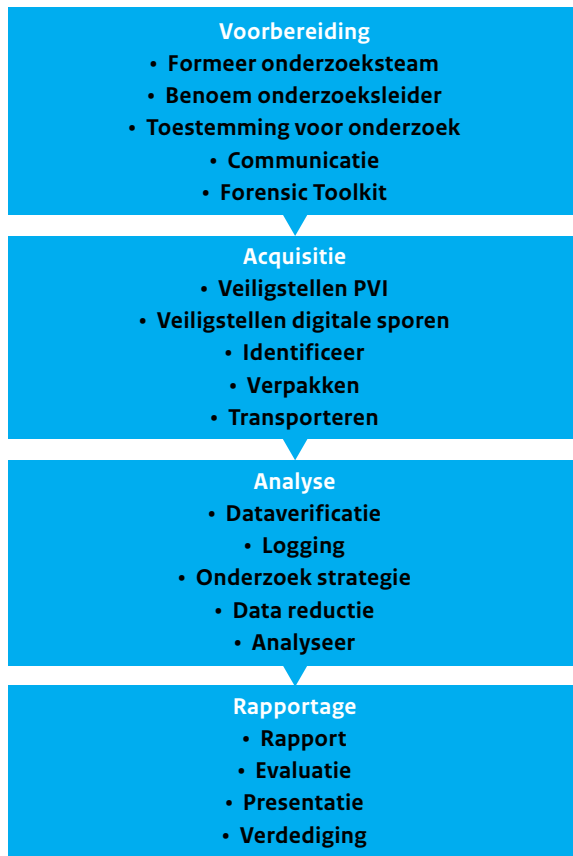 Voorbereiding
• Formeer onderzoeksteam
• Benoem onderzoeksleider
• Toestemming voor onderzoek
• Communicatie
• Forensic Toolkit
Acquisitie
• Veiligstellen PVI
• Veiligstellen digitale sporen
• Identificeer
• Verpakken
• Transporteren
Analyse
• Dataverificatie
• Logging
• Onderzoek strategie
• Data reductie
• Analyseer
Rapportage
• Rapport
• Evaluatie
• Presentatie
• Verdediging